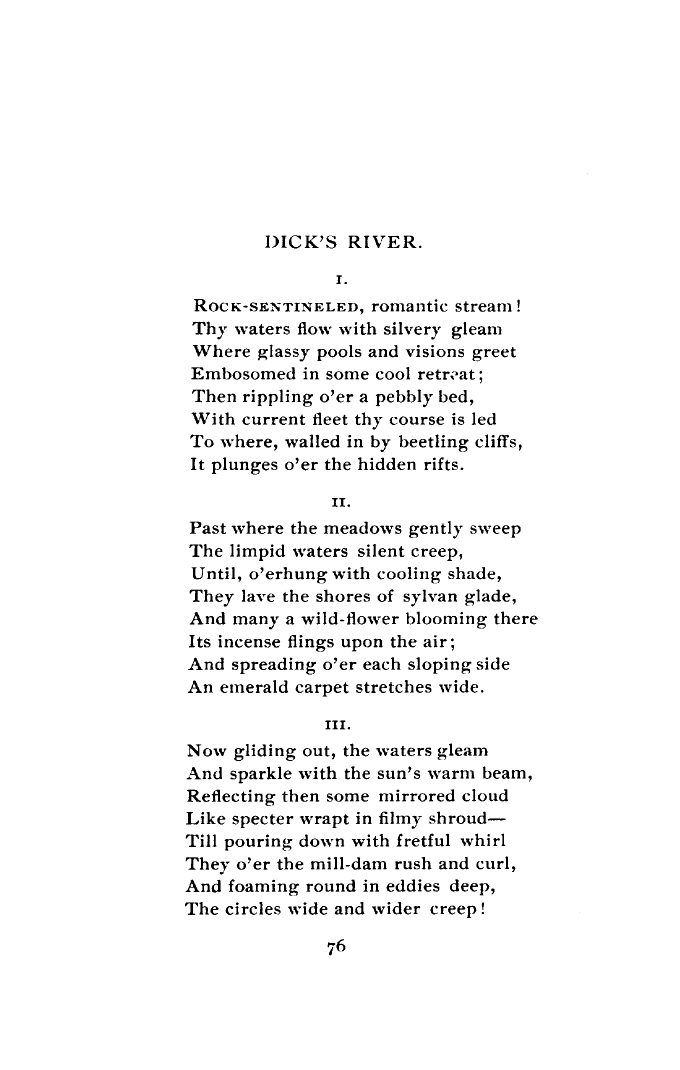 DICK'S RIVER.
I.
ROCK-SENTINELED, romantic stream!
Thy waters flow with silvery gleam
Where glassy pools and visions greet
Embosomed in some cool retreat;
Then rippling o'er a pebbly bed,
With current fleet thy course is led
To where, walled in by beetling cliffs,
It plunges o'er the hidden rifts.
II.
Past where the meadows gently sweep
The limpid waters silent creep,
Until, o'erhung with cooling shade,
They lave the shores of sylvan glade,
And many a wild-flower blooming there
Its incense flings upon the air;
And spreading o'er each sloping side
An emerald carpet stretches wide.
III.
Now gliding out, the waters gleam
And sparkle with the sun's warm beam,
Reflecting then some mirrored cloud
Like specter wrapt in filmy shroud—
Till pouring down with fretful whirl
They o'er the mill-dam rush and curl,
And foaming round in eddies deep,
The circles wide and wider creep!
76